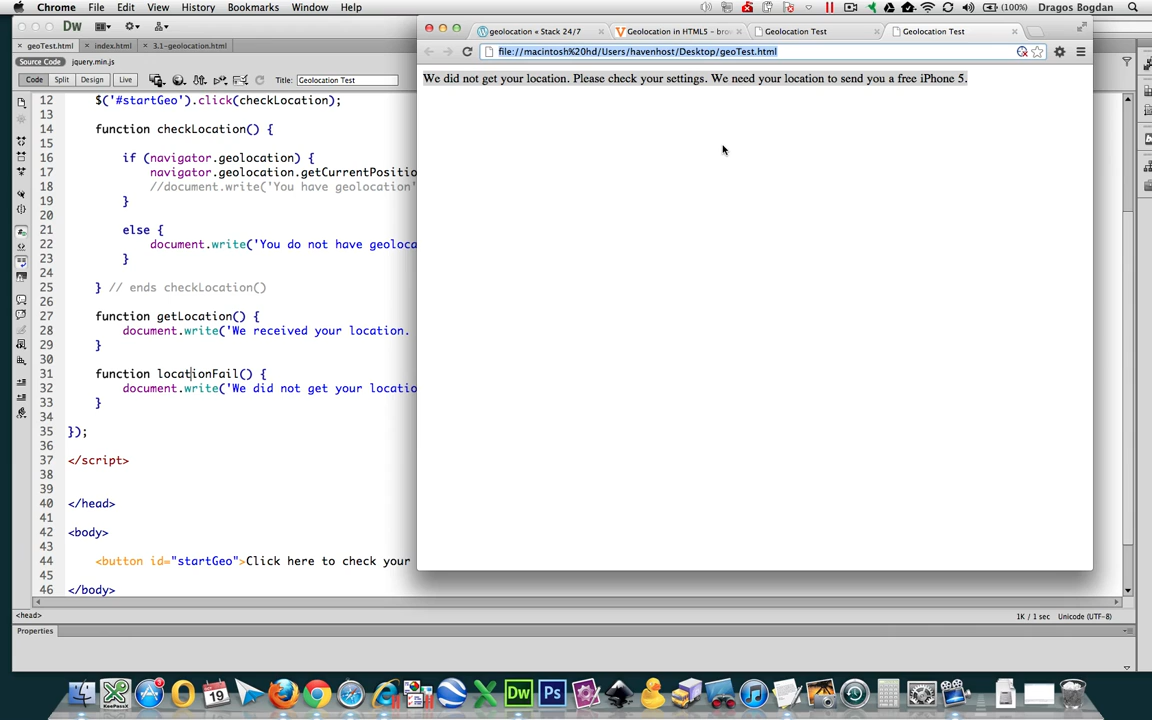 Chrome File Edit View History Bookmarks Window Help (100%) Dragos Bogdan
Dw
geoTest.html index.html 3.1-geolocation.html
Source Code jquery.min.js
Code Split Design Live Title: Geolocation Test
12 $('#startGeo').click(checkLocation);
13
14 function checkLocation() {
15
16 if (navigator.geolocation) {
17 navigator.geolocation.getCurrentPositio
18 //document.write('You have geolocation'
19 }
20
21 else {
22 document.write('You do not have geoloca
23 }
24
25 } // ends checkLocation()
26
27 function getLocation() {
28 document.write('We received your location.
29 }
30
31 function locationFail() {
32 document.write('We did not get your locatio
33 }
34
35 });
36
37 </script>
38
39
40 </head>
41
42 <body>
43
44 <button id="startGeo">Click here to check your
45
46 </body>
<head>
1K / 1 sec Unicode (UTF-8)
Properties
geolocation « Stack 24/7 Geolocation in HTML5 - bro Geolocation Test Geolocation Test
file://macintosh%20hd/Users/havenhost/Desktop/geoTest.html
We did not get your location. Please check your settings. We need your location to send you a free iPhone 5.
19
Dw
Ps